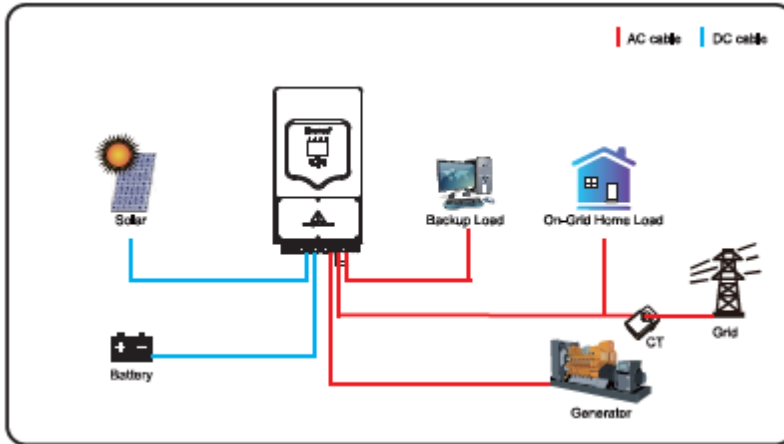 AC cable DC cable
Solar
Backup Load
On-Grid Home Load
CT
Grid
Battery
Generator